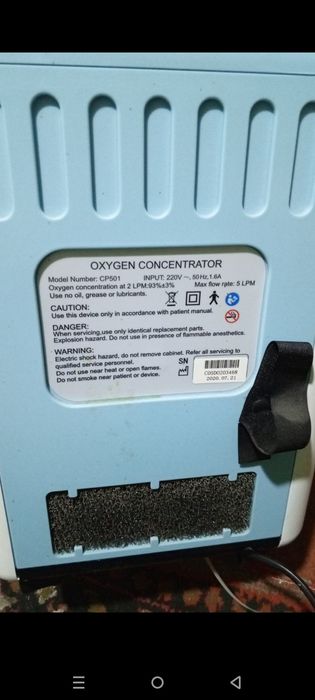 OXYGEN CONCENTRATOR
Model Number: CP501 INPUT: 220V ~, 50Hz, 1.6A
Oxygen concentration at 2 LPM:93%±3% Max flow rate: 5 LPM
Use no oil, grease or lubricants.
CAUTION:
Use this device only in accordance with patient manual.
DANGER:
When servicing,use only identical replacement parts.
Explosion hazard. Do not use in presence of flammable anesthetics.
WARNING:
Electric shock hazard, do not remove cabinet. Refer all servicing to
qualified service personnel.
Do not use near heat or open flames.
Do not smoke near patient or device.
SN
2020.07.21